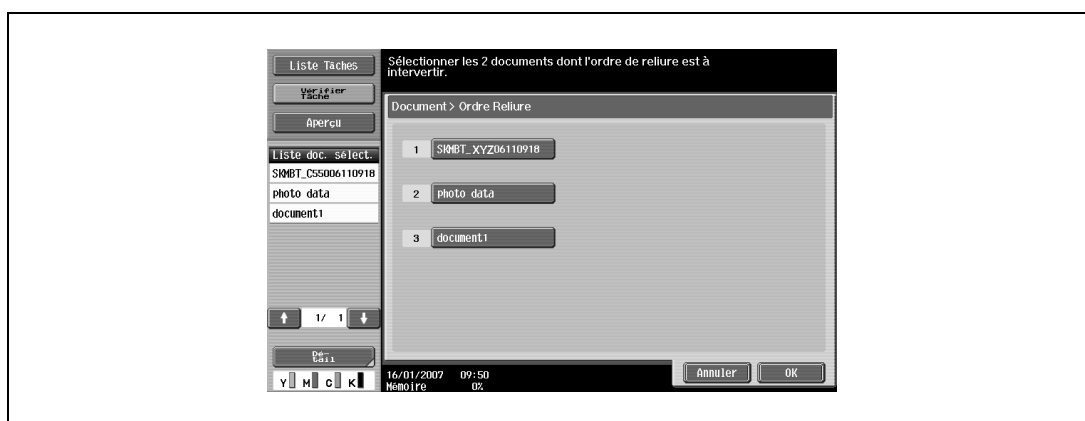 Liste Tâches
Vérifier
Tâche
Aperçu
Liste doc. sélect.
SKMBT_C55006110918
photo data
document1
1/ 1
Dé-
tail
Y M C K
Sélectionner les 2 documents dont l'ordre de reliure est à
intervertir.
Document > Ordre Reliure
1 SKMBT_XYZ06110918
2 photo data
3 document1
16/01/2007 09:50
Mémoire 0%
Annuler OK